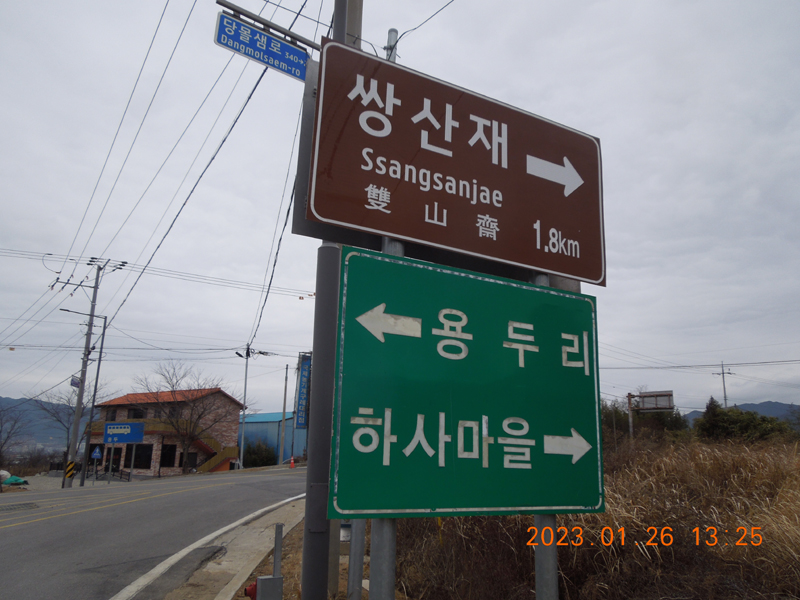 당몰샘로 340→
Dangmolsaem-ro
쌍산재 →
Ssangsanjae
雙山齋 1.8km
← 용두리
하사마을 →
2023.01.26 13:25